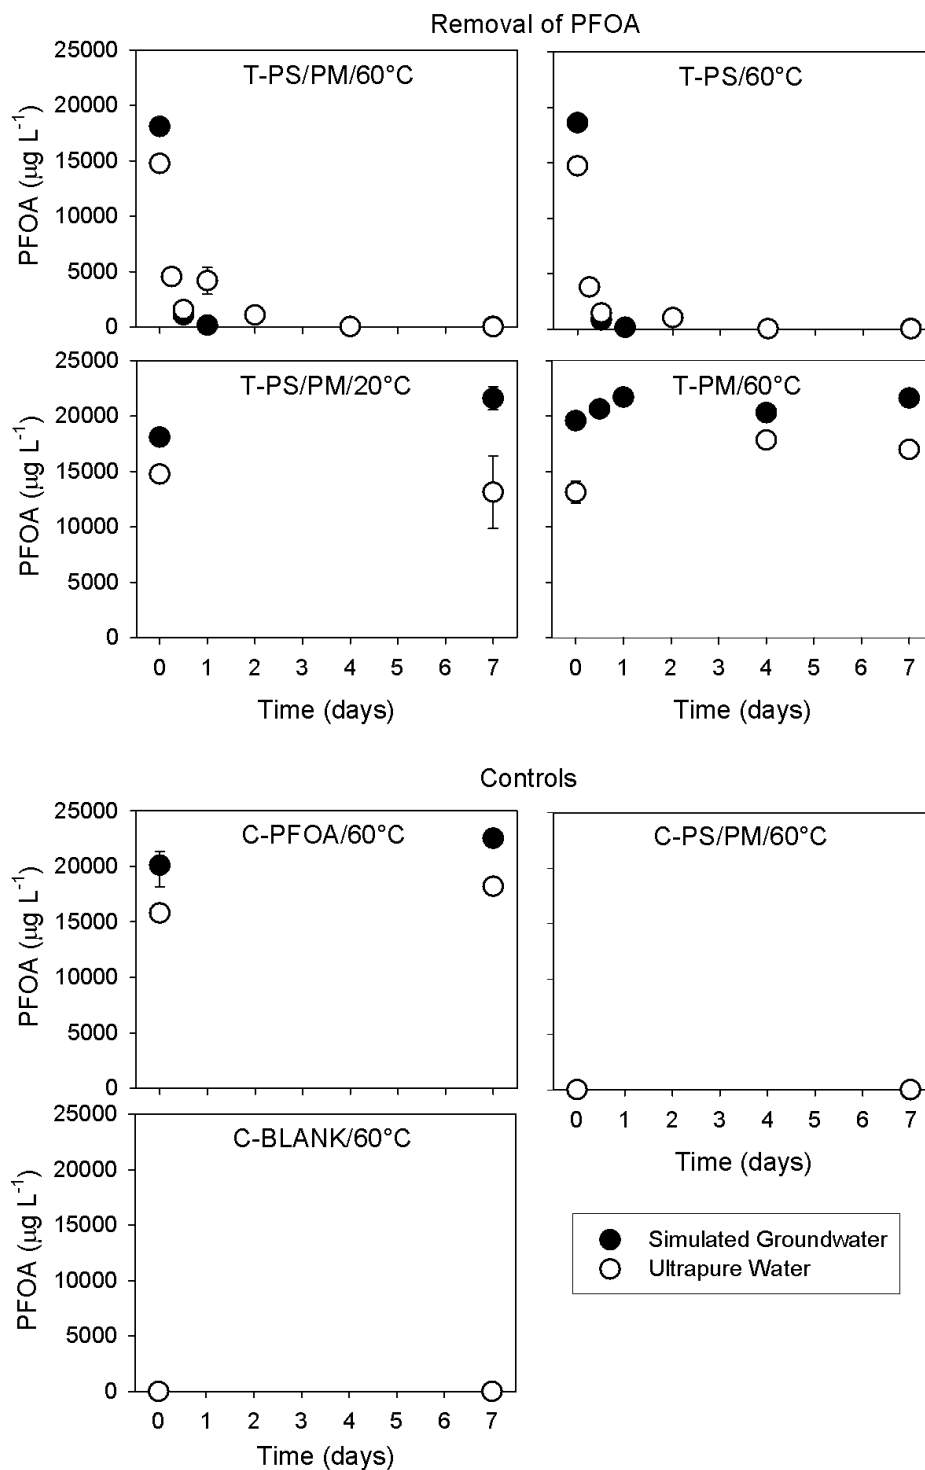 Removal of PFOA
T-PS/PM/60°C
25000
20000
15000
10000
5000
0
PFOA (µg L⁻¹)
T-PS/60°C
T-PS/PM/20°C
25000
20000
15000
10000
5000
0
PFOA (µg L⁻¹)
0 1 2 3 4 5 6 7
Time (days)
T-PM/60°C
0 1 2 3 4 5 6 7
Time (days)
Controls
C-PFOA/60°C
25000
20000
15000
10000
5000
0
PFOA (µg L⁻¹)
C-PS/PM/60°C
0 1 2 3 4 5 6 7
Time (days)
C-BLANK/60°C
25000
20000
15000
10000
5000
0
PFOA (µg L⁻¹)
0 1 2 3 4 5 6 7
Time (days)
Simulated Groundwater
Ultrapure Water